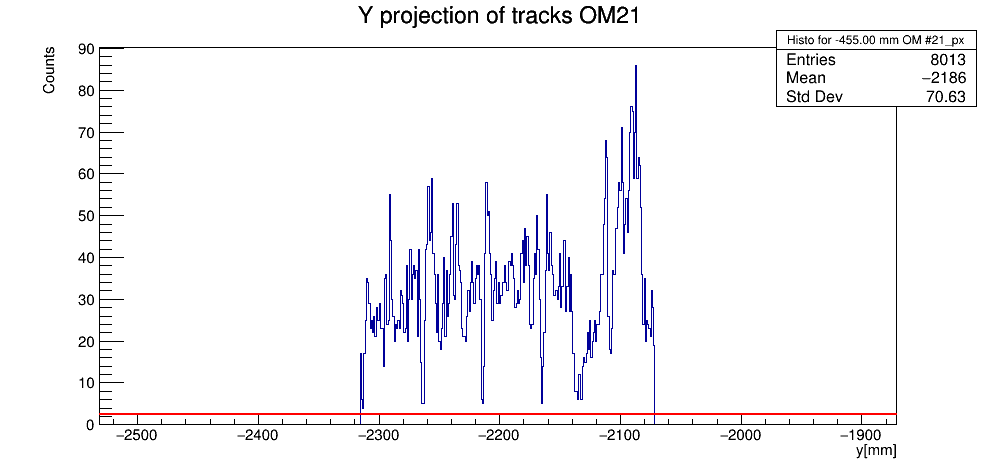 Y projection of tracks OM21
Histo for -455.00 mm OM #21_px
Entries 8013
Mean −2186
Std Dev 70.63
Counts
90
80
70
60
50
40
30
20
10
0
−2500 −2400 −2300 −2200 −2100 −2000 −1900
y[mm]